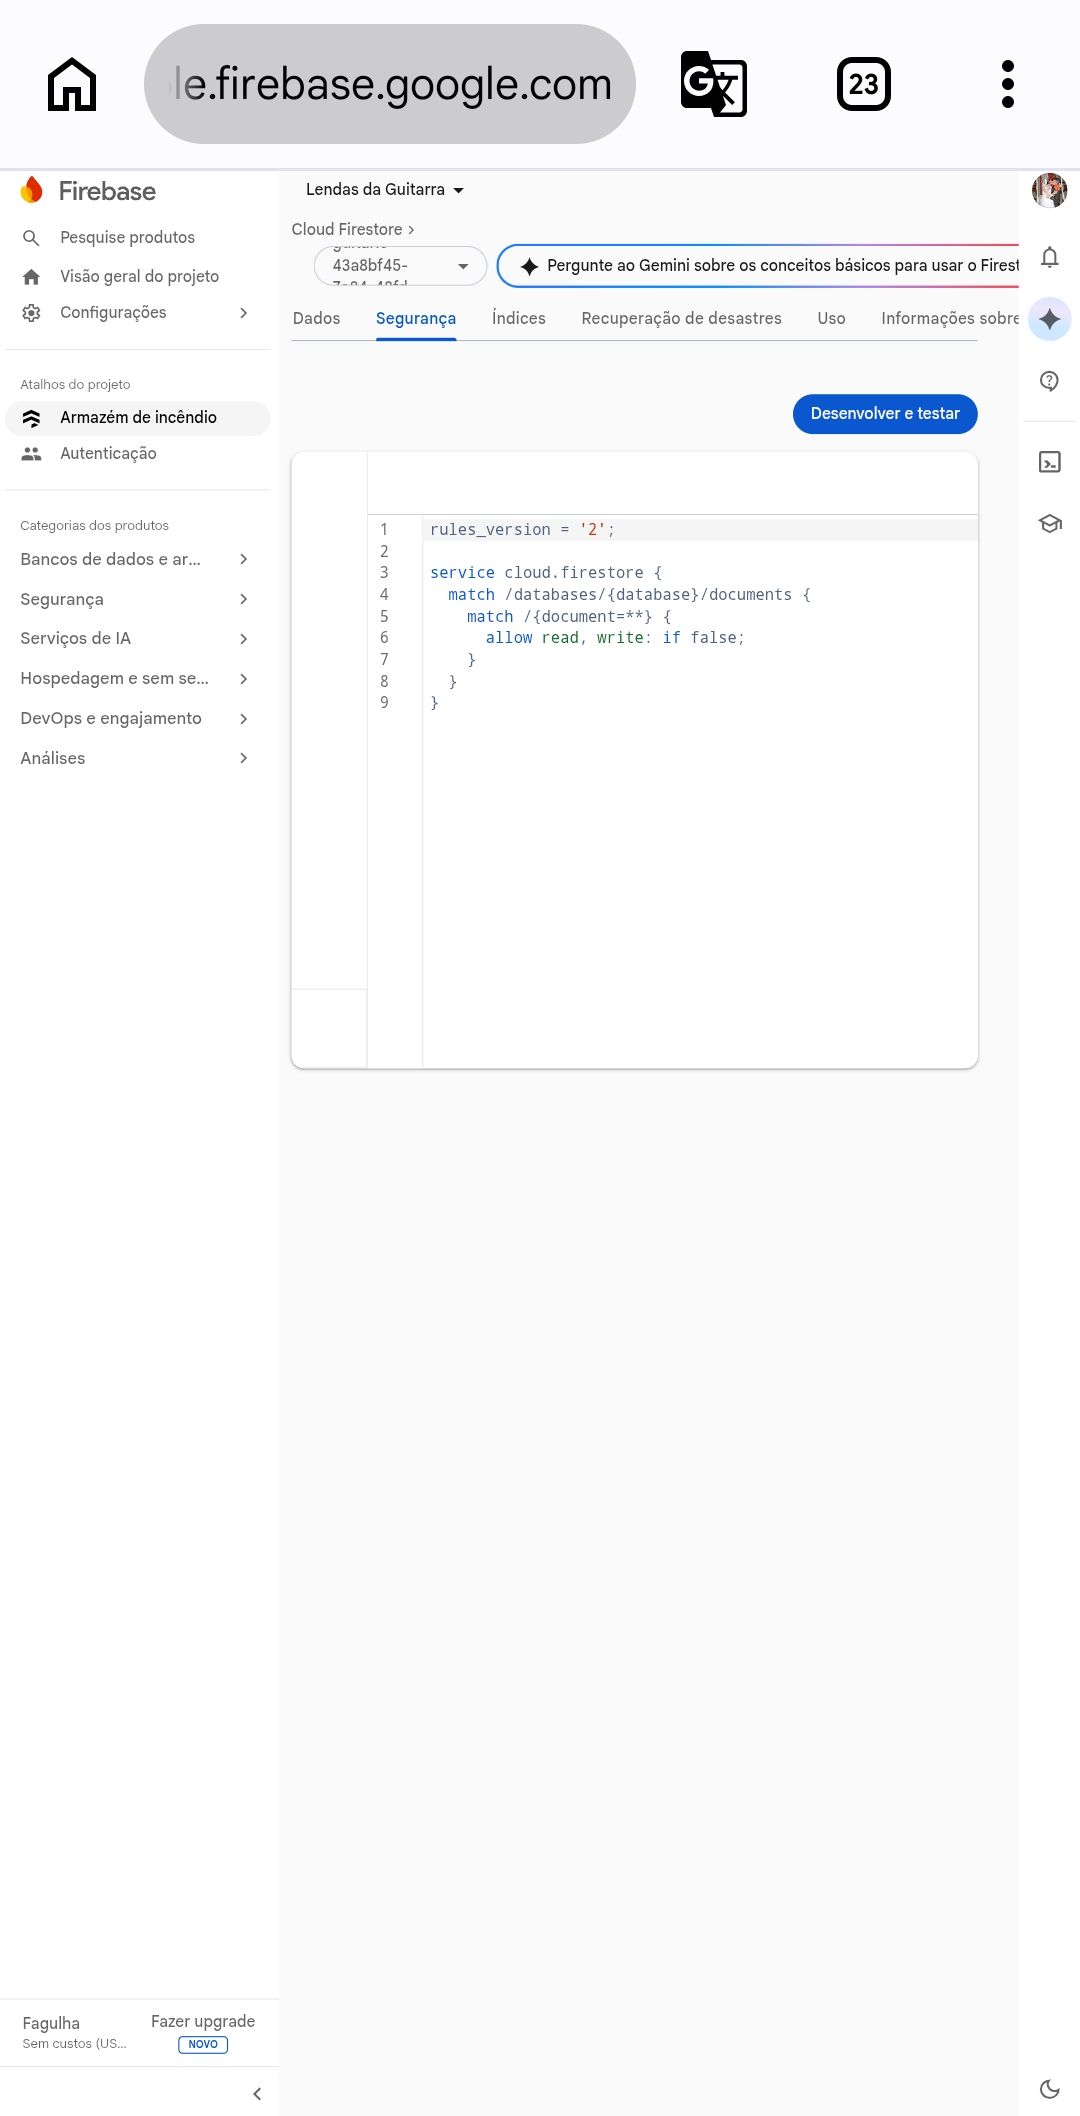 le.firebase.google.com
23
Firebase
Lendas da Guitarra
Pesquise produtos
Cloud Firestore
Visão geral do projeto
43a8bf45-
Pergunte ao Gemini sobre os conceitos básicos para usar o Firest
Configurações
Dados
Segurança
Índices
Recuperação de desastres
Uso
Informações sobre
Atalhos do projeto
Armazém de incêndio
Autenticação
Desenvolver e testar
Categorias dos produtos
Bancos de dados e ar...
Segurança
Serviços de IA
Hospedagem e sem se...
DevOps e engajamento
Análises
1 rules_version = '2';
2
3 service cloud.firestore {
4 match /databases/{database}/documents {
5 match /{document=**} {
6 allow read, write: if false;
7 }
8 }
9 }
Fagulha
Sem custos (US...
Fazer upgrade
NOVO